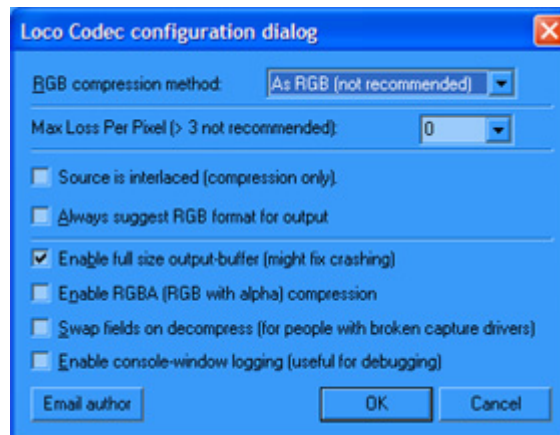 Loco Codec configuration dialog
RGB compression method: As RGB (not recommended)
Max Loss Per Pixel (> 3 not recommended): 0
Source is interlaced (compression only).
Always suggest RGB format for output
Enable full size output-buffer (might fix crashing)
Enable RGBA (RGB with alpha) compression
Swap fields on decompress (for people with broken capture drivers)
Enable console-window logging (useful for debugging)
Email author OK Cancel